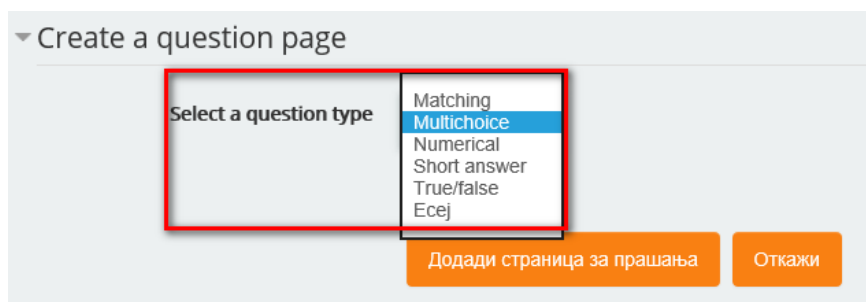 Create a question page
Select a question type
Matching
Multichoice
Numerical
Short answer
True/false
Есеј
Додади страница за прашања
Откажи